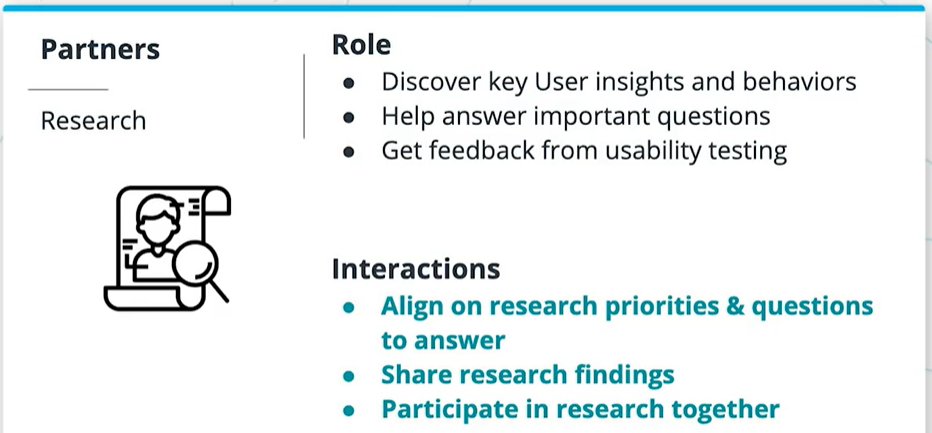 Partners
Research
Role
● Discover key User insights and behaviors
● Help answer important questions
● Get feedback from usability testing
Interactions
● Align on research priorities & questions
to answer
● Share research findings
● Participate in research together